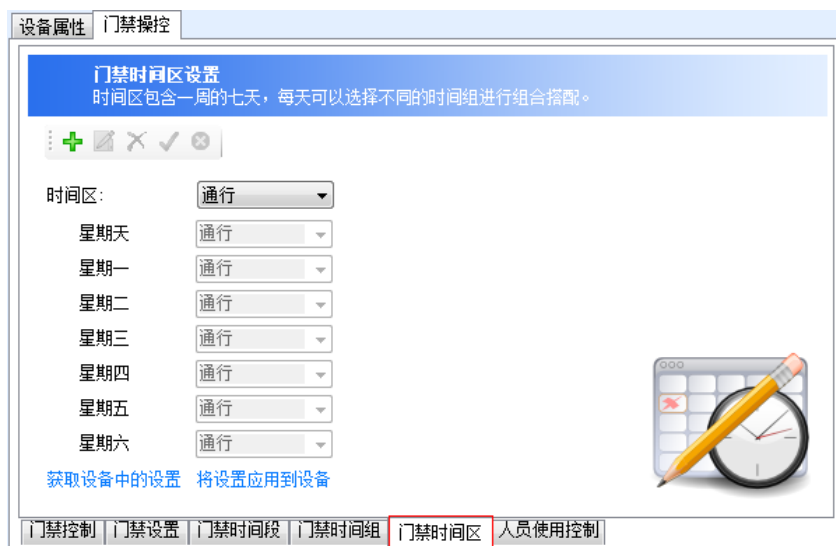 设备属性 门禁操控
门禁时间区设置
时间区包含一周的七天，每天可以选择不同的时间组进行组合搭配。
时间区: 通行
星期天 通行
星期一 通行
星期二 通行
星期三 通行
星期四 通行
星期五 通行
星期六 通行
获取设备中的设置 将设置应用到设备
门禁控制 门禁设置 门禁时间段 门禁时间组 门禁时间区 人员使用控制